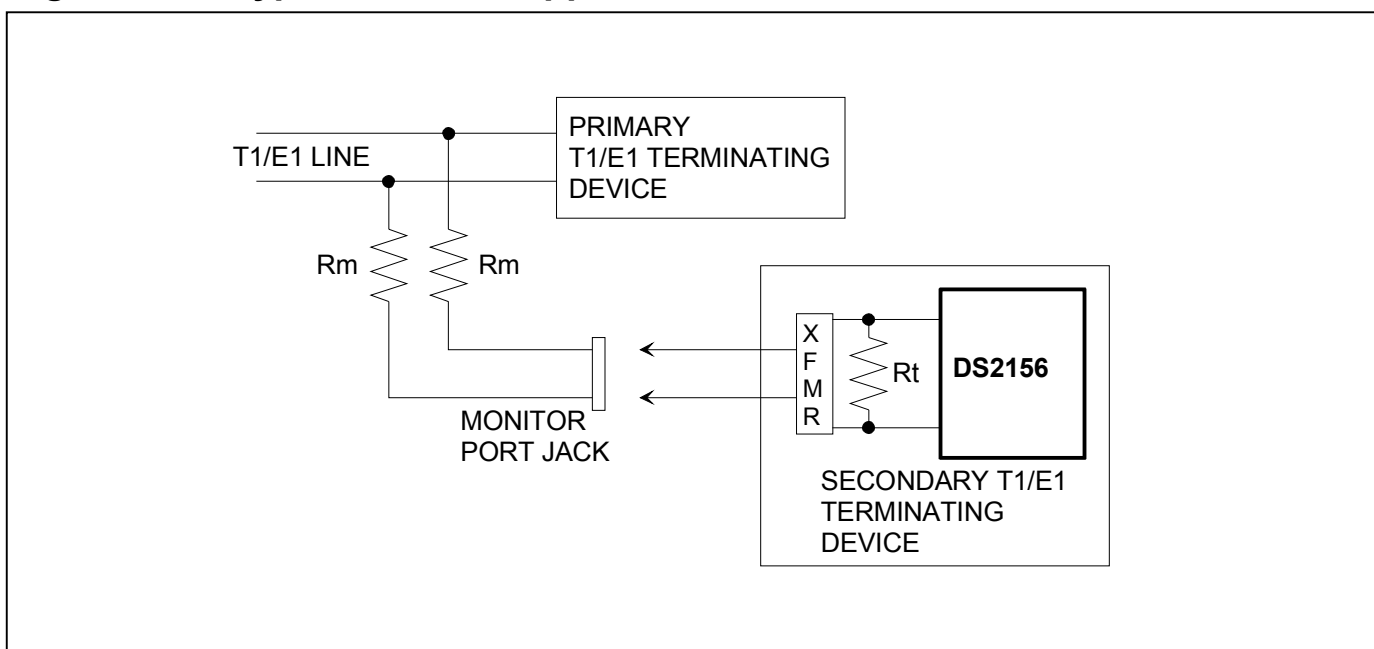 PRIMARY
T1/E1 TERMINATING
DEVICE
T1/E1 LINE
Rm
Rm
MONITOR
PORT JACK
X
F
M
R
Rt
DS2156
SECONDARY T1/E1
TERMINATING
DEVICE